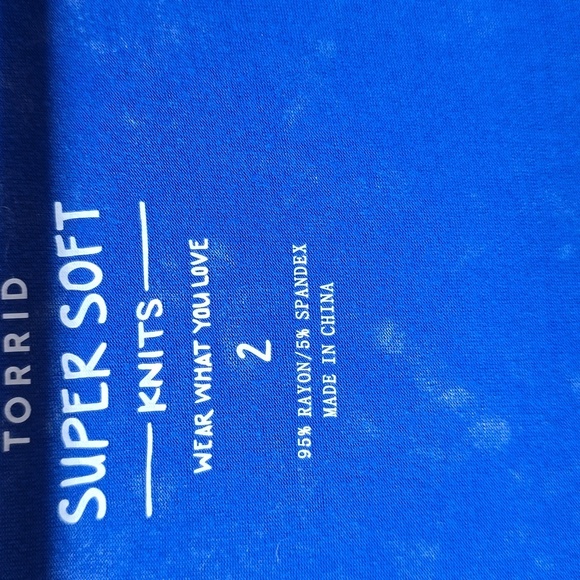 TORRID
SUPER SOFT
KNITS
WEAR WHAT YOU LOVE
2
95% RAYON/5% SPANDEX
MADE IN CHINA